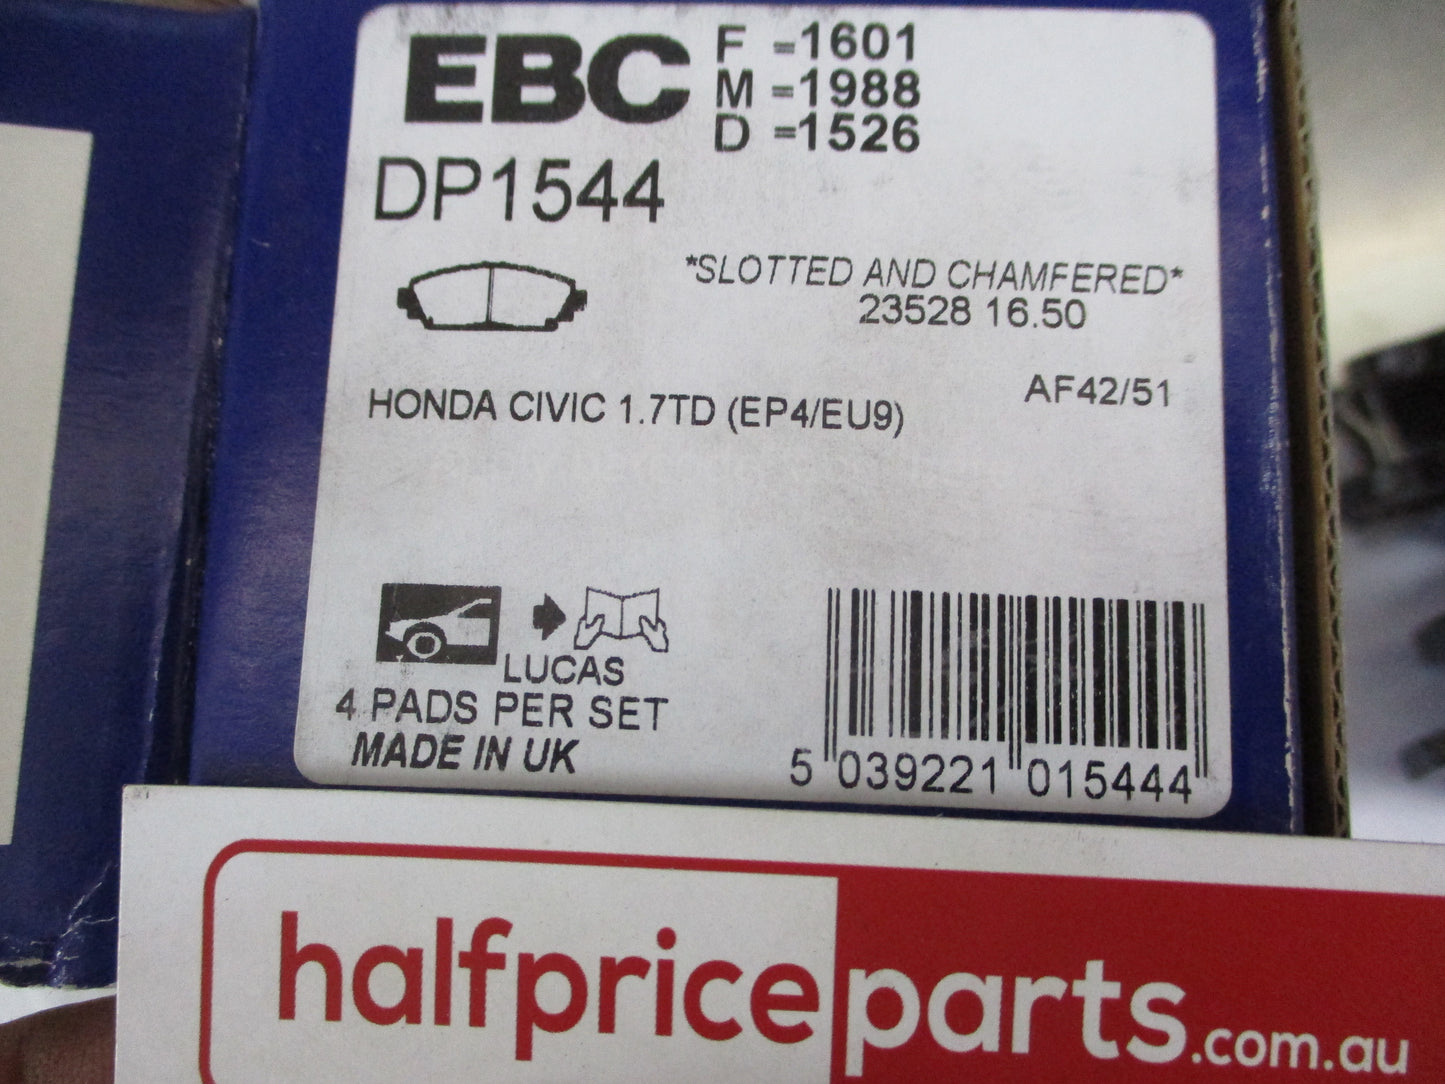 EBC
F =1601
M =1988
D =1526
DP1544
*SLOTTED AND CHAMFERED*
23528 16.50
AF42/51
HONDA CIVIC 1.7TD (EP4/EU9)
LUCAS
4 PADS PER SET
MADE IN UK
5 039221 015444
halfpriceparts.com.au